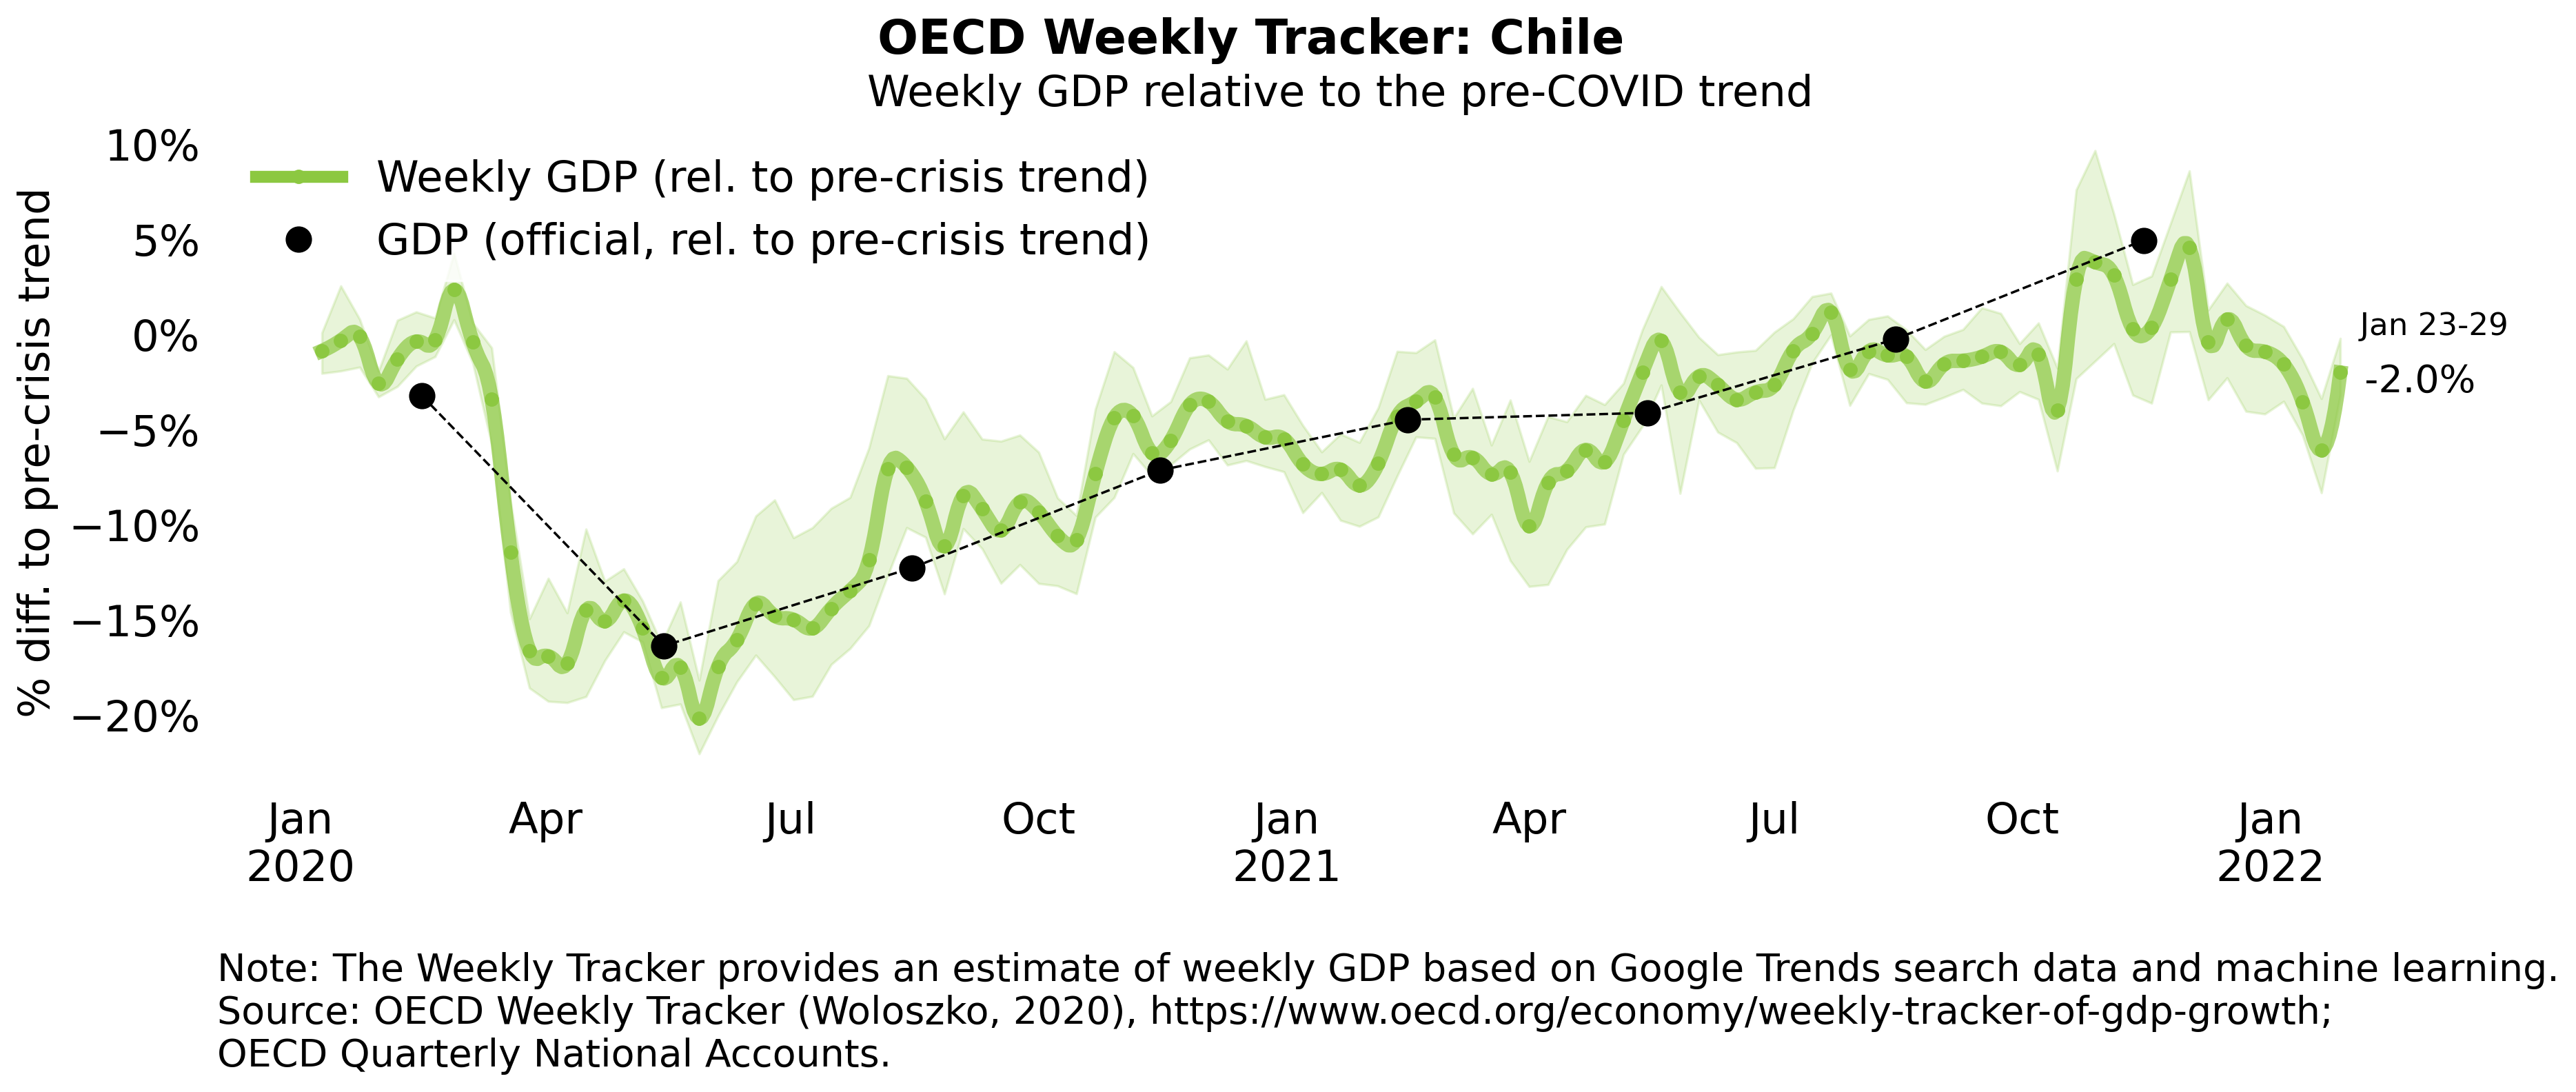 OECD Weekly Tracker: Chile
Weekly GDP relative to the pre-COVID trend
% diff. to pre-crisis trend
10%
5%
0%
−5%
−10%
−15%
−20%
Weekly GDP (rel. to pre-crisis trend)
GDP (official, rel. to pre-crisis trend)
Jan 23-29
-2.0%
Jan Apr Jul Oct Jan Apr Jul Oct Jan
2020 2021 2022
Note: The Weekly Tracker provides an estimate of weekly GDP based on Google Trends search data and machine learning.
Source: OECD Weekly Tracker (Woloszko, 2020), https://www.oecd.org/economy/weekly-tracker-of-gdp-growth;
OECD Quarterly National Accounts.